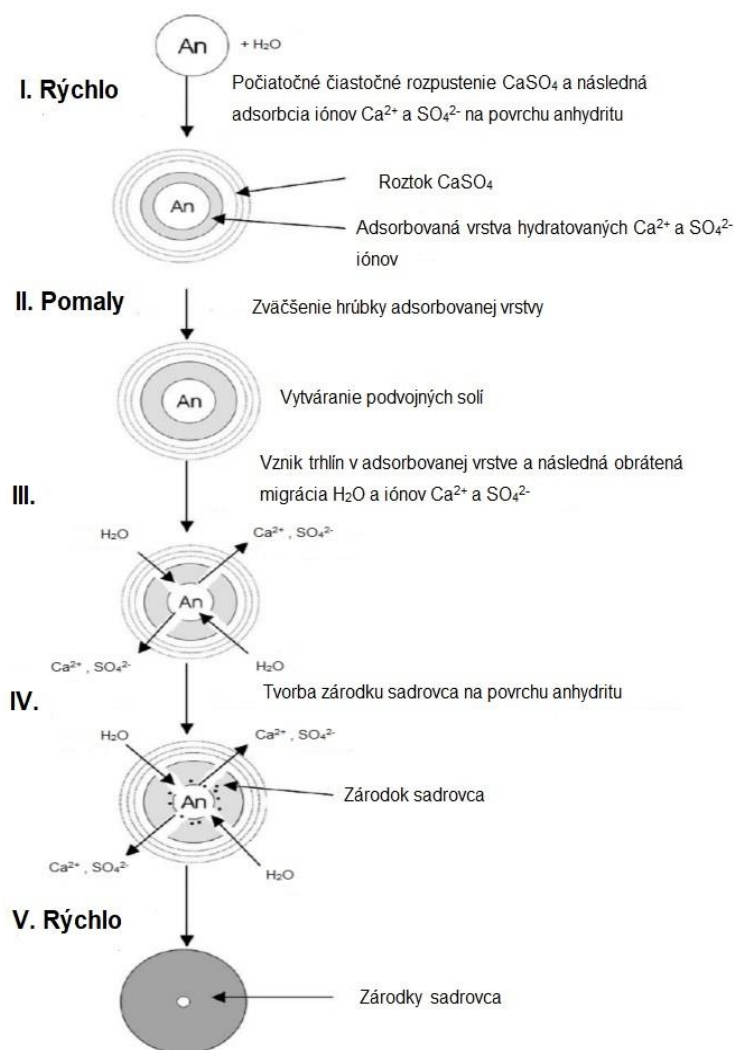 An + H₂O
I. Rýchlo
Počiatočné čiastočné rozpustenie CaSO₄ a následná
adsorbcia iónov Ca²⁺ a SO₄²⁻ na povrchu anhydritu
Roztok CaSO₄
An
Adsorbovaná vrstva hydratovaných Ca²⁺ a SO₄²⁻
iónov
II. Pomaly
Zväčšenie hrúbky adsorbovanej vrstvy
An
Vytváranie podvojných solí
Vznik trhlín v adsorbovanej vrstve a následná obrátená
migrácia H₂O a iónov Ca²⁺ a SO₄²⁻
III.
H₂O
Ca²⁺ , SO₄²⁻
An
Ca²⁺ , SO₄²⁻
H₂O
Tvorba zárodku sadrovca na povrchu anhydritu
IV.
H₂O
Ca²⁺ , SO₄²⁻
An
Zárodok sadrovca
Ca²⁺ , SO₄²⁻
H₂O
V. Rýchlo
Zárodky sadrovca